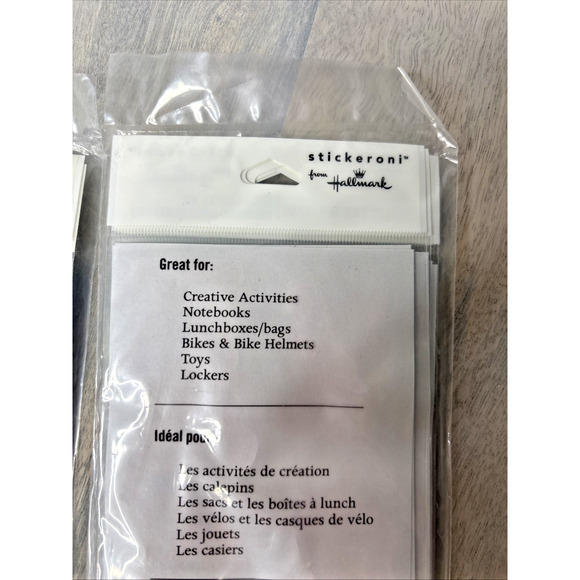 stickeroni™
from Hallmark
Great for:
Creative Activities
Notebooks
Lunchboxes/bags
Bikes & Bike Helmets
Toys
Lockers
Idéal pour
Les activités de création
Les calepins
Les sacs et les boîtes à lunch
Les vélos et les casques de vélo
Les jouets
Les casiers